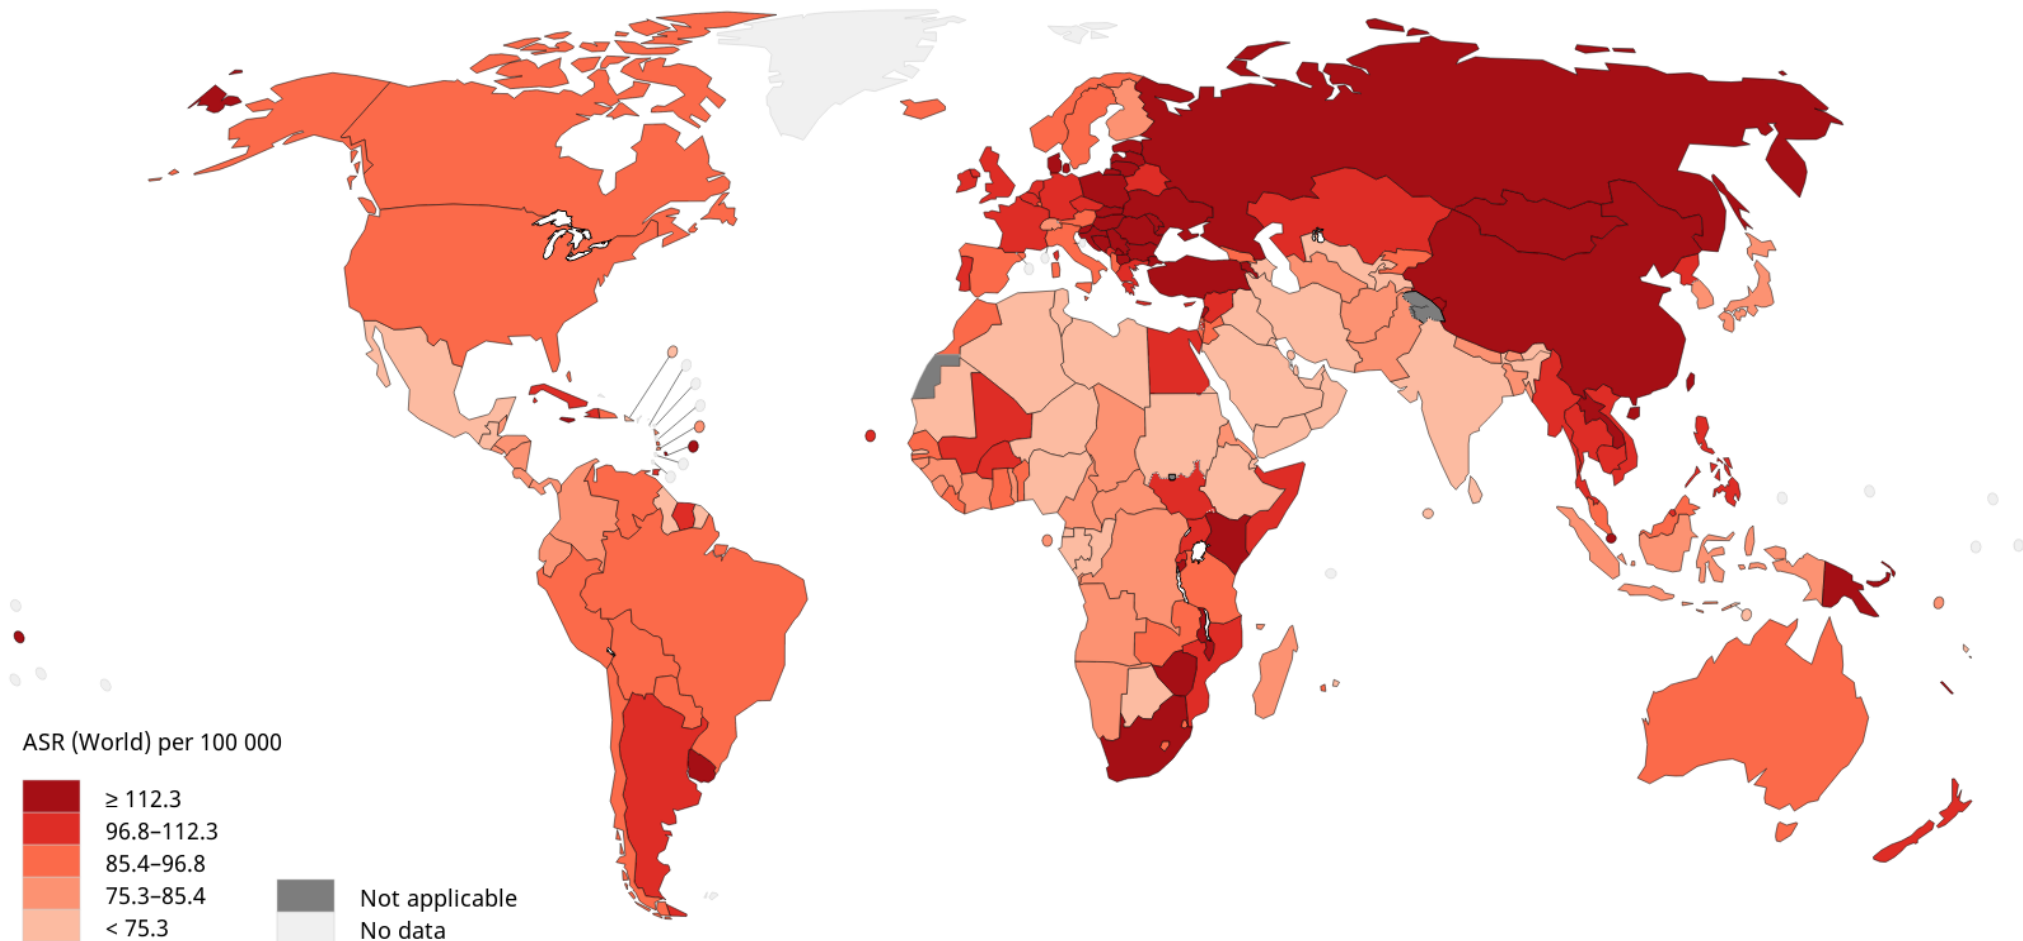 ASR (World) per 100 000
≥ 112.3
96.8–112.3
85.4–96.8
75.3–85.4
< 75.3
Not applicable
No data